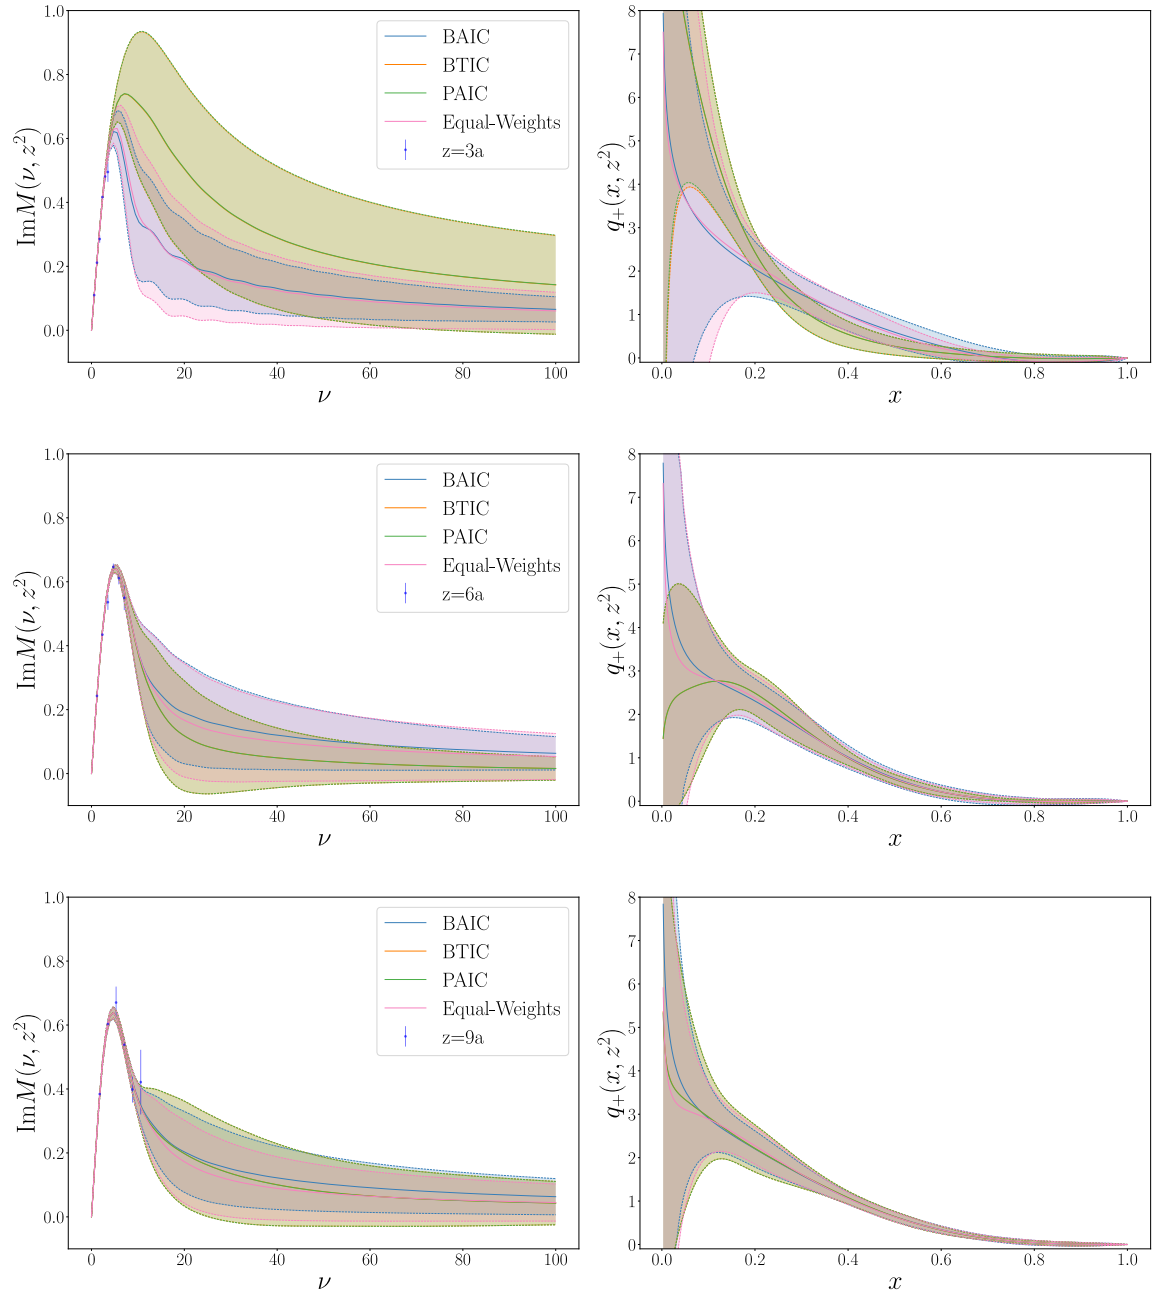 1.0
0.8
0.6
0.4
0.2
0.0
ImM(ν, z²)
BAIC
BTIC
PAIC
Equal-Weights
z=3a
0 20 40 60 80 100
ν
8
7
6
5
4
3
2
1
0
q₊(x, z²)
0.0 0.2 0.4 0.6 0.8 1.0
x
1.0
0.8
0.6
0.4
0.2
0.0
ImM(ν, z²)
BAIC
BTIC
PAIC
Equal-Weights
z=6a
0 20 40 60 80 100
ν
8
7
6
5
4
3
2
1
0
q₊(x, z²)
0.0 0.2 0.4 0.6 0.8 1.0
x
1.0
0.8
0.6
0.4
0.2
0.0
ImM(ν, z²)
BAIC
BTIC
PAIC
Equal-Weights
z=9a
0 20 40 60 80 100
ν
8
7
6
5
4
3
2
1
0
q₊(x, z²)
0.0 0.2 0.4 0.6 0.8 1.0
x